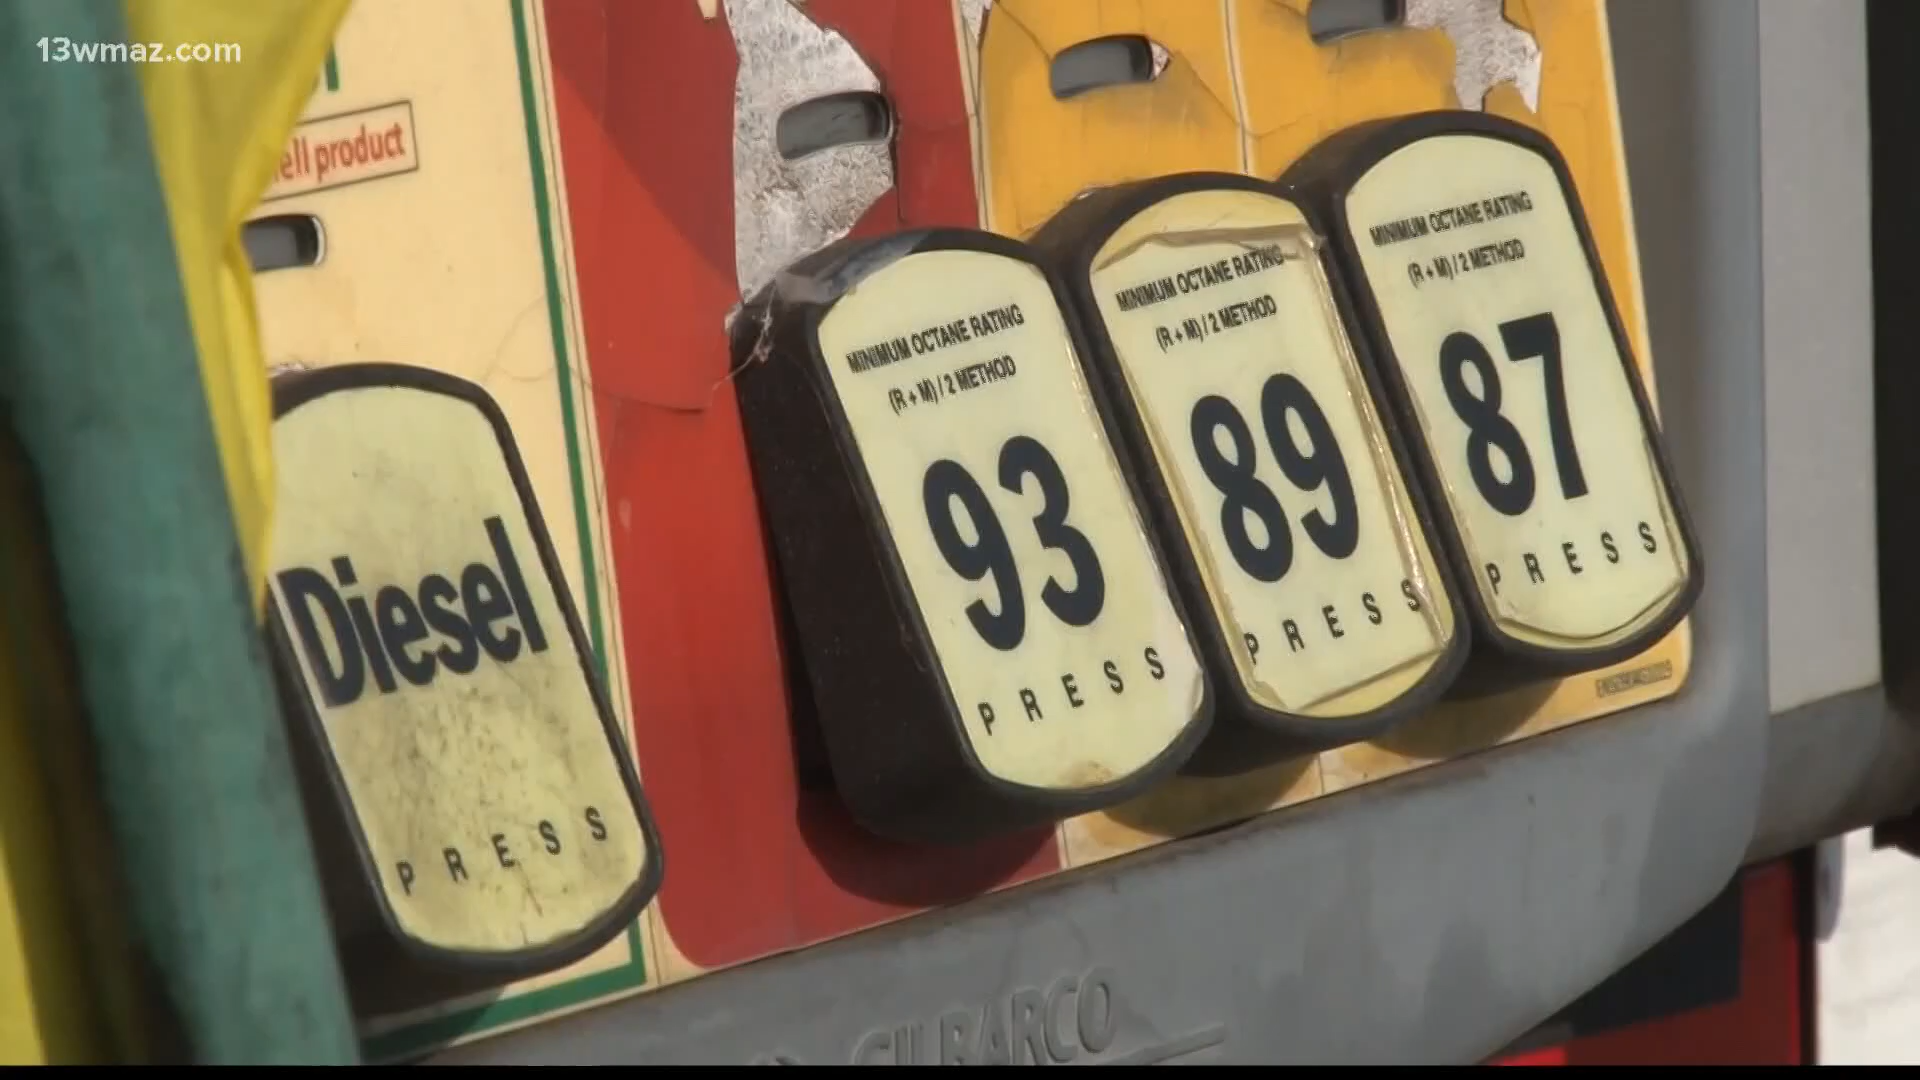 13wmaz.com
ell product
Diesel
PRESS
MINIMUM OCTANE RATING
(R + M) / 2 METHOD
93
PRESS
MINIMUM OCTANE RATING
(R + M) / 2 METHOD
89
PRESS
MINIMUM OCTANE RATING
(R + M) / 2 METHOD
87
PRESS
GILBARCO